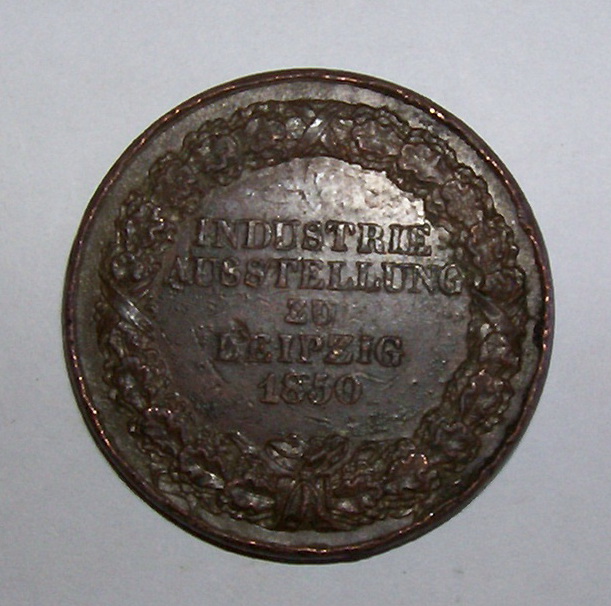 INDUSTRIE
AUSSTELLUNG
ZU
LEIPZIG
1850